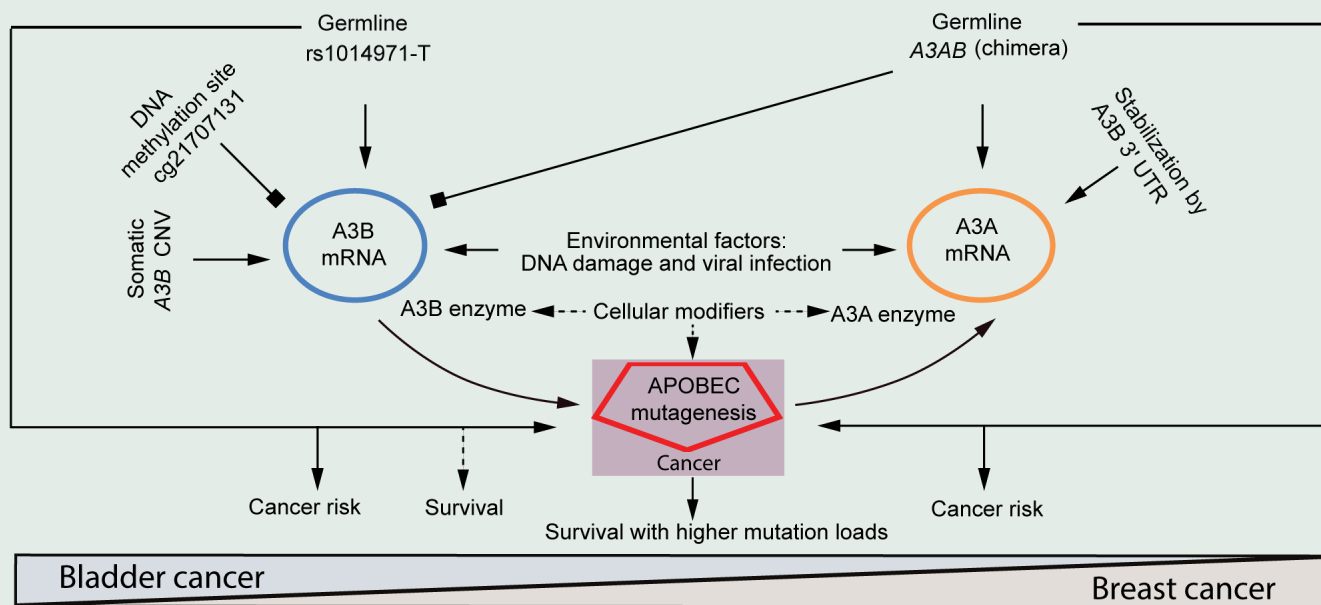 Germline
rs1014971-T
Germline
A3AB (chimera)
DNA
methylation site
cg21707131
Stabilization by
A3B 3' UTR
Somatic
A3B CNV
A3B
mRNA
Environmental factors:
DNA damage and viral infection
A3A
mRNA
A3B enzyme
Cellular modifiers
A3A enzyme
APOBEC
mutagenesis
Cancer
Cancer risk
Survival
Survival with higher mutation loads
Cancer risk
Bladder cancer
Breast cancer